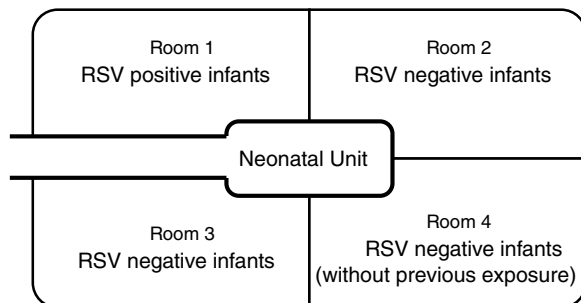 Room 1
RSV positive infants
Room 2
RSV negative infants
Neonatal Unit
Room 3
RSV negative infants
Room 4
RSV negative infants
(without previous exposure)